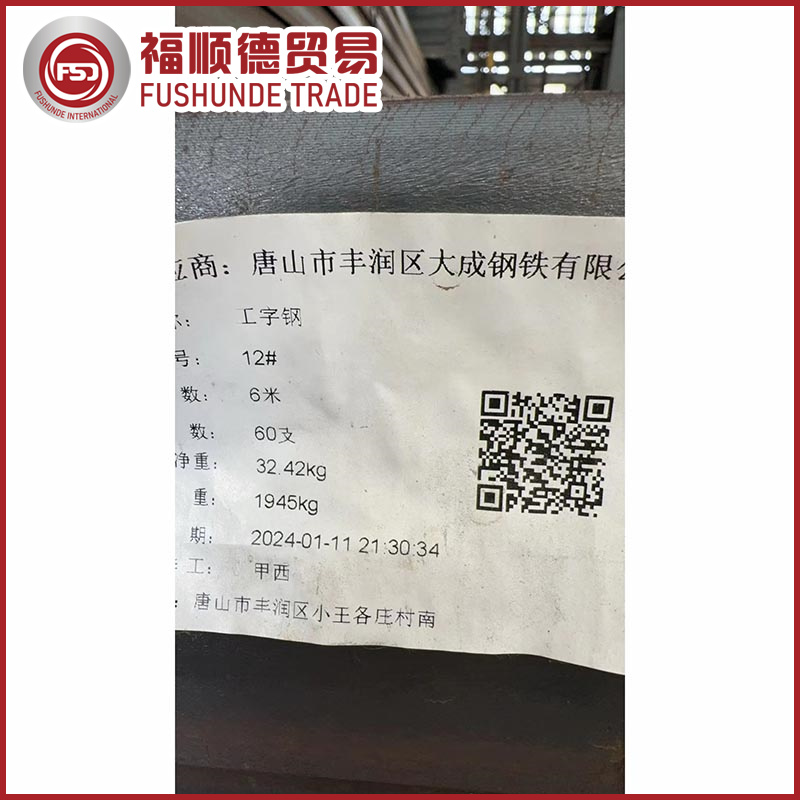 福顺德贸易
FUSHUNDE TRADE
FSD
FUSHUNDE INTERNATIONAL
应商：唐山市丰润区大成钢铁有限公
称：工字钢
号：12#
数：6米
数：60支
净重：32.42kg
重：1945kg
期：2024-01-11 21:30:34
工：甲西
：唐山市丰润区小王各庄村南